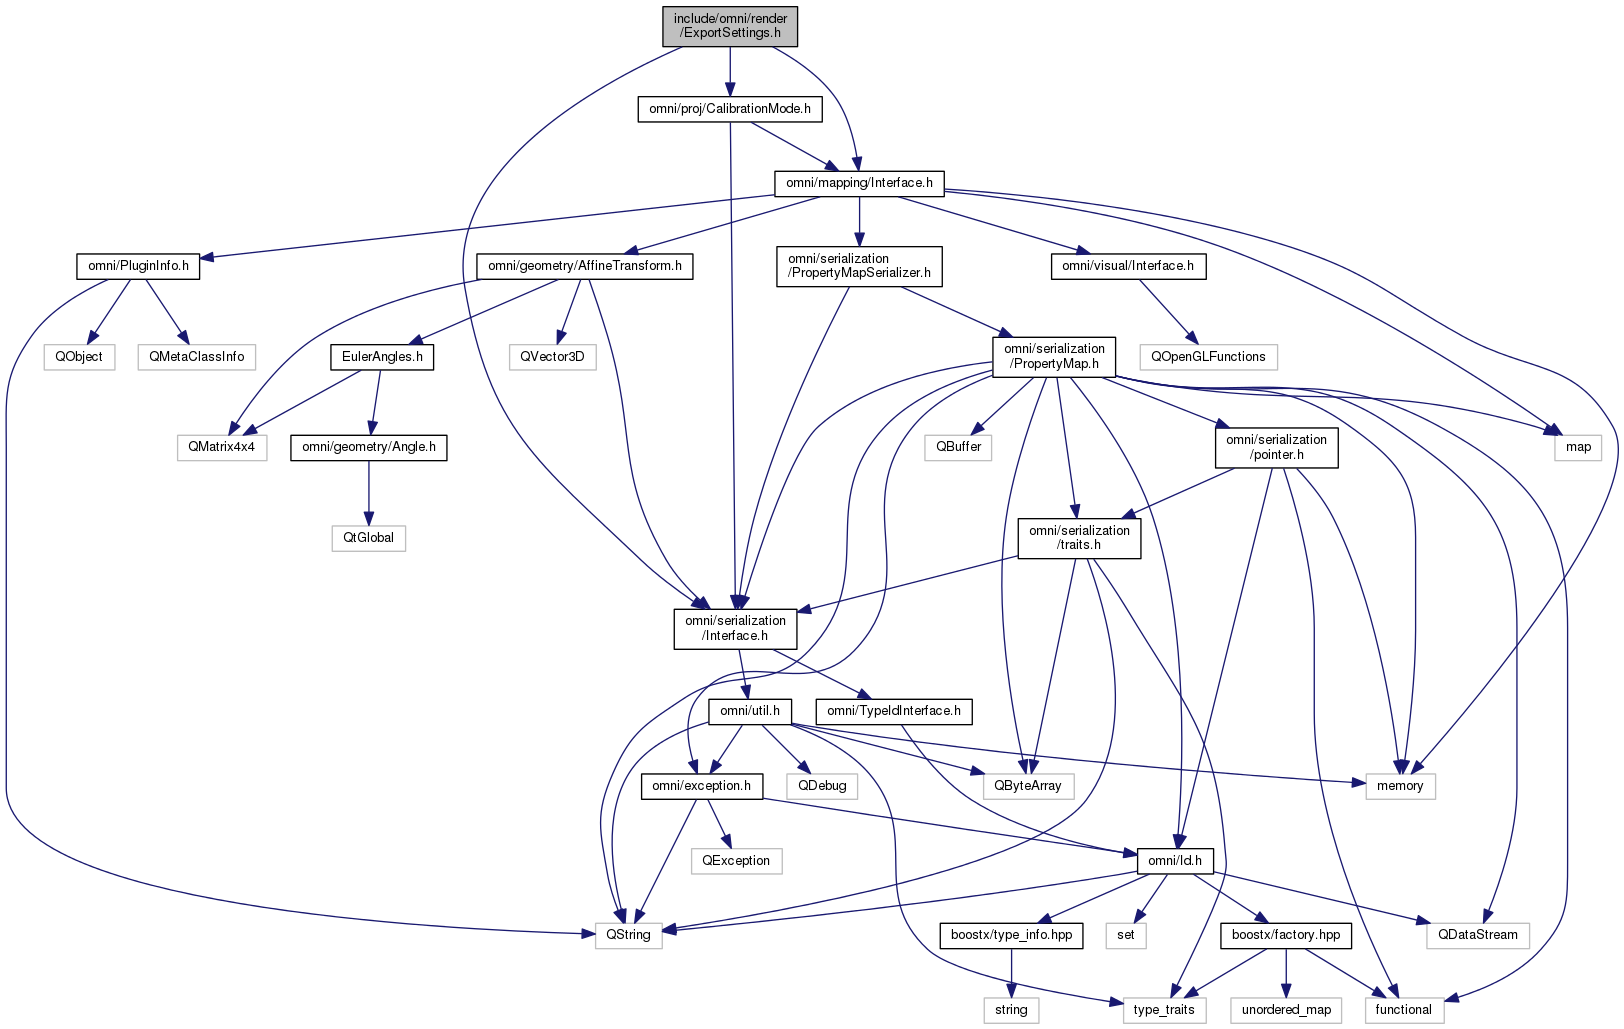 include/omni/render
/ExportSettings.h
omni/proj/CalibrationMode.h
omni/mapping/Interface.h
omni/PluginInfo.h
omni/geometry/AffineTransform.h
omni/serialization
/PropertyMapSerializer.h
omni/visual/Interface.h
QObject
QMetaClassInfo
EulerAngles.h
QVector3D
omni/serialization
/PropertyMap.h
QOpenGLFunctions
QMatrix4x4
omni/geometry/Angle.h
QBuffer
omni/serialization
/pointer.h
map
QtGlobal
omni/serialization
/traits.h
omni/serialization
/Interface.h
omni/util.h
omni/TypeIdInterface.h
omni/exception.h
QDebug
QByteArray
memory
QException
omni/Id.h
QString
boostx/type_info.hpp
set
boostx/factory.hpp
QDataStream
string
type_traits
unordered_map
functional